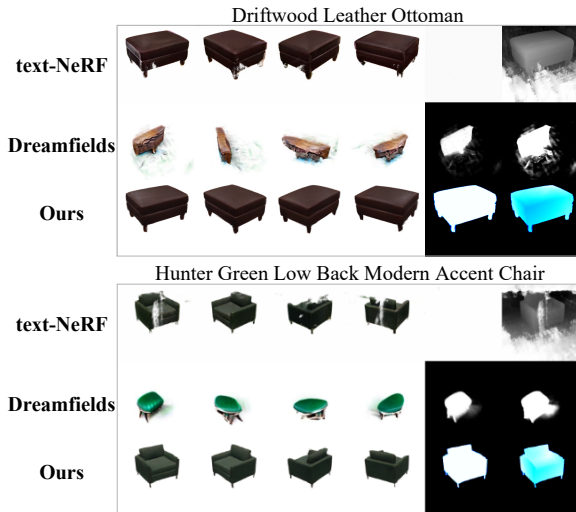 Driftwood Leather Ottoman
text-NeRF
Dreamfields
Ours
Hunter Green Low Back Modern Accent Chair
text-NeRF
Dreamfields
Ours